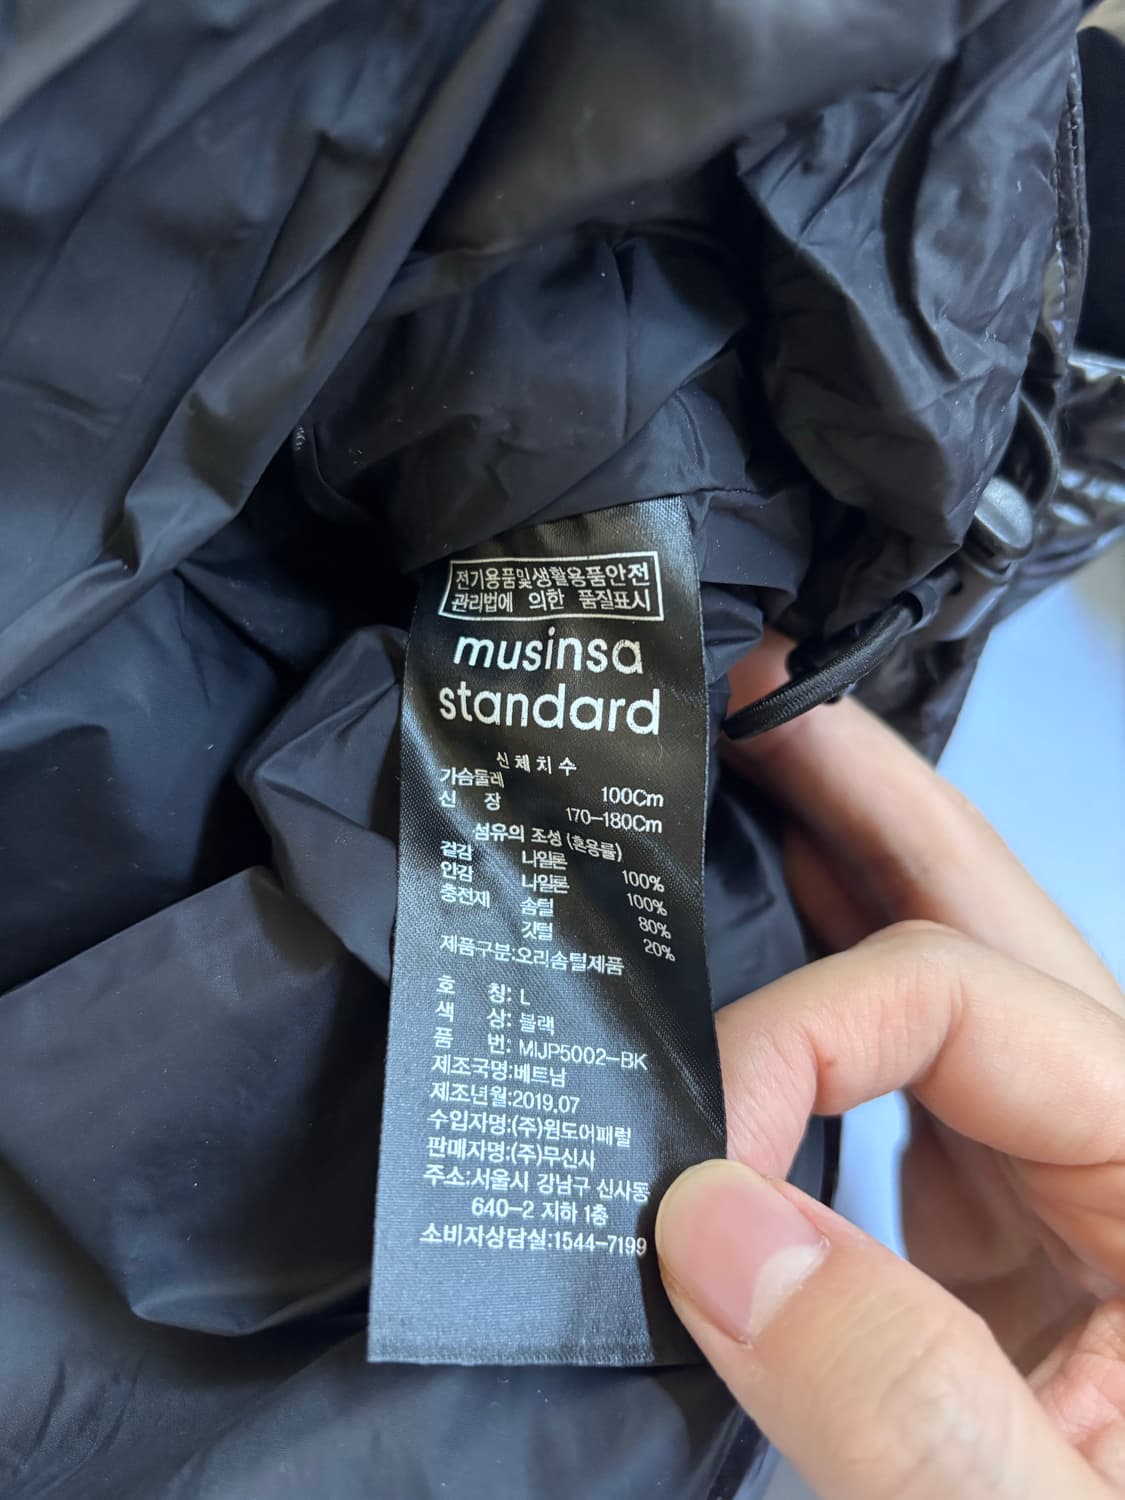 전기용품및생활용품안전
관리법에 의한 품질표시
musinsa
standard
신체치수
가슴둘레 100Cm
신 장 170-180Cm
섬유의 조성 (혼용률)
겉감 나일론 100%
안감 나일론 100%
충전재 솜털 80%
깃털 20%
제품구분:오리솜털제품
호 칭: L
색 상: 블랙
품 번: MIJP5002-BK
제조국명:베트남
제조년월:2019.07
수입자명:(주)윈도어패럴
판매자명:(주)무신사
주소:서울시 강남구 신사동
640-2 지하 1층
소비자상담실:1544-7199